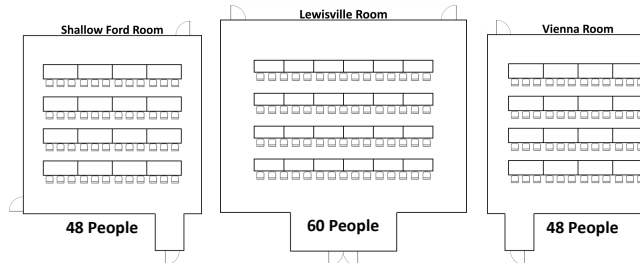 Shallow Ford Room
Lewisville Room
Vienna Room
48 People
60 People
48 People